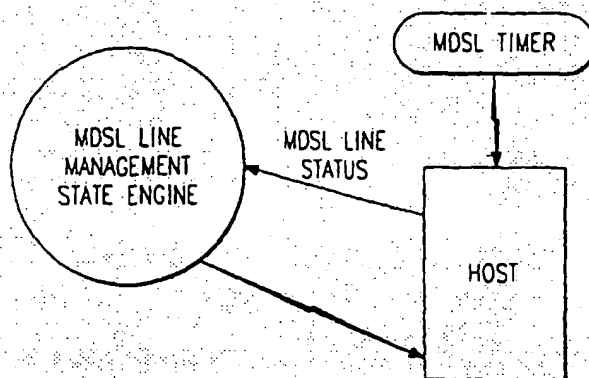 MDSL TIMER
MDSL LINE
MANAGEMENT
STATE ENGINE
MDSL LINE
STATUS
HOST